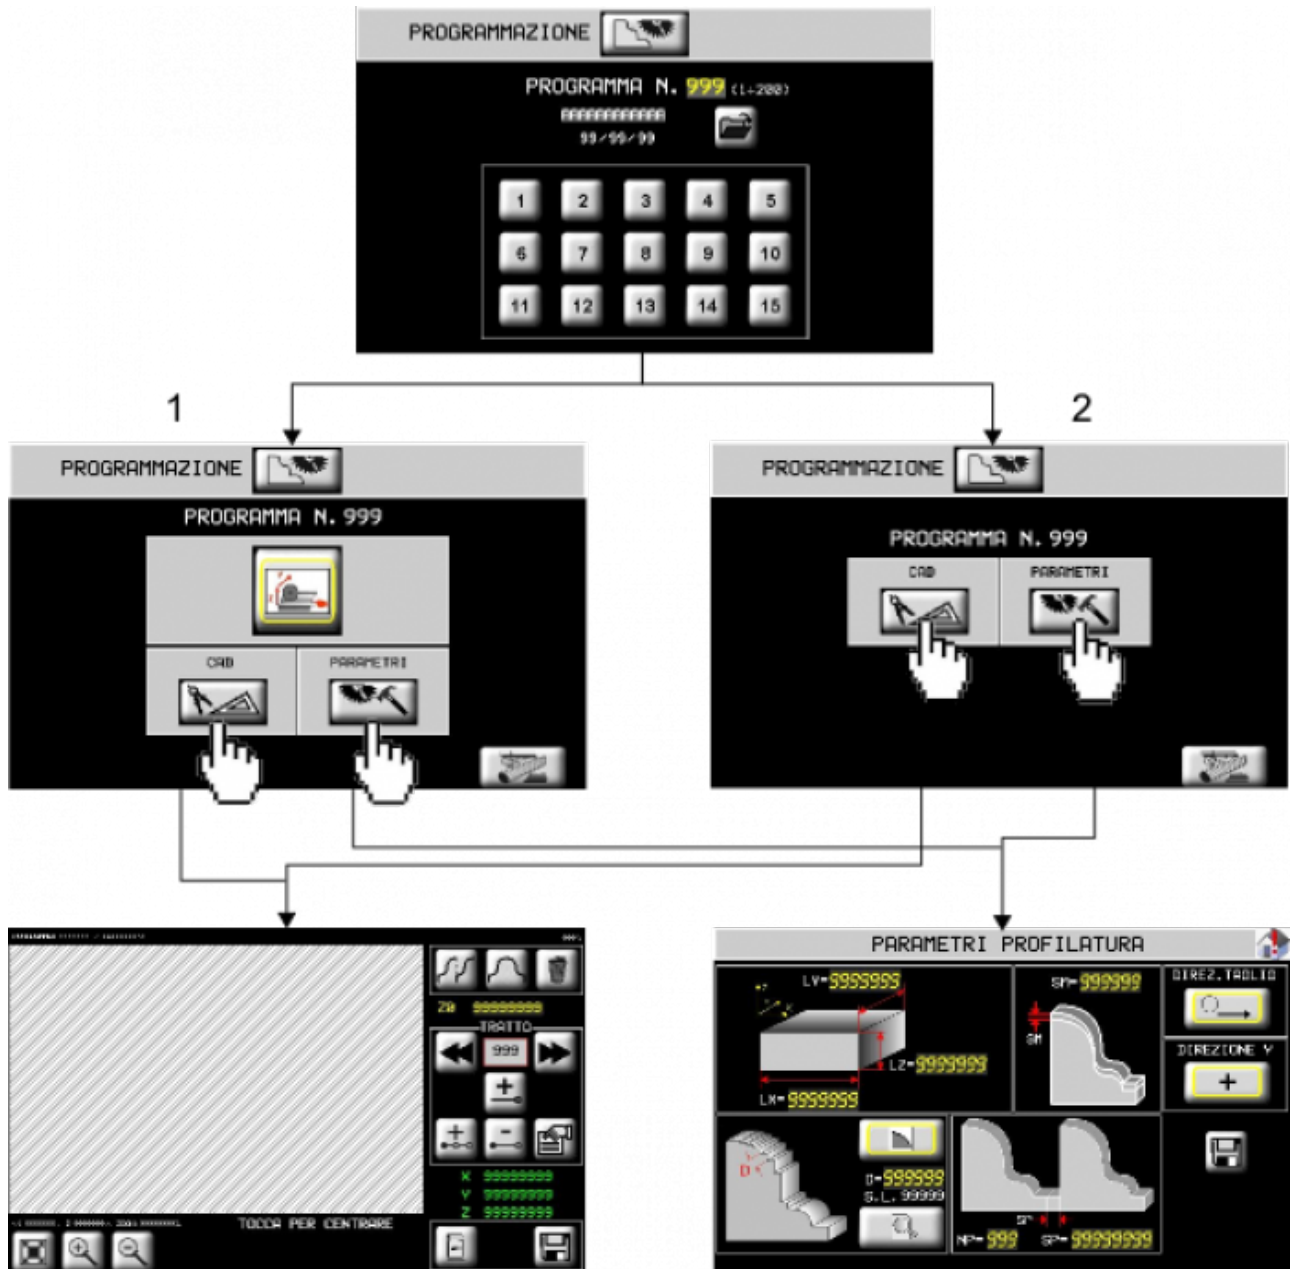 PROGRAMMAZIONE
PROGRAMMA N. 999 (1÷200)
99/99/99
1 2 3 4 5
6 7 8 9 10
11 12 13 14 15
1
2
PROGRAMMAZIONE
PROGRAMMA N. 999
CAD PARAMETRI
PROGRAMMAZIONE
PROGRAMMA N. 999
CAD PARAMETRI
Z0 99999999
TRATTO
999
X 99999999
Y 99999999
Z 99999999
TOCCA PER CENTRARE
PARAMETRI PROFILATURA
LY=9999999
LZ=9999999
LX=9999999
SM=999999
SM
DIREZ.TAGLIO
DIREZIONE Y
D
D=999999
S.L. 99999
SP
NP=999 SP=99999999